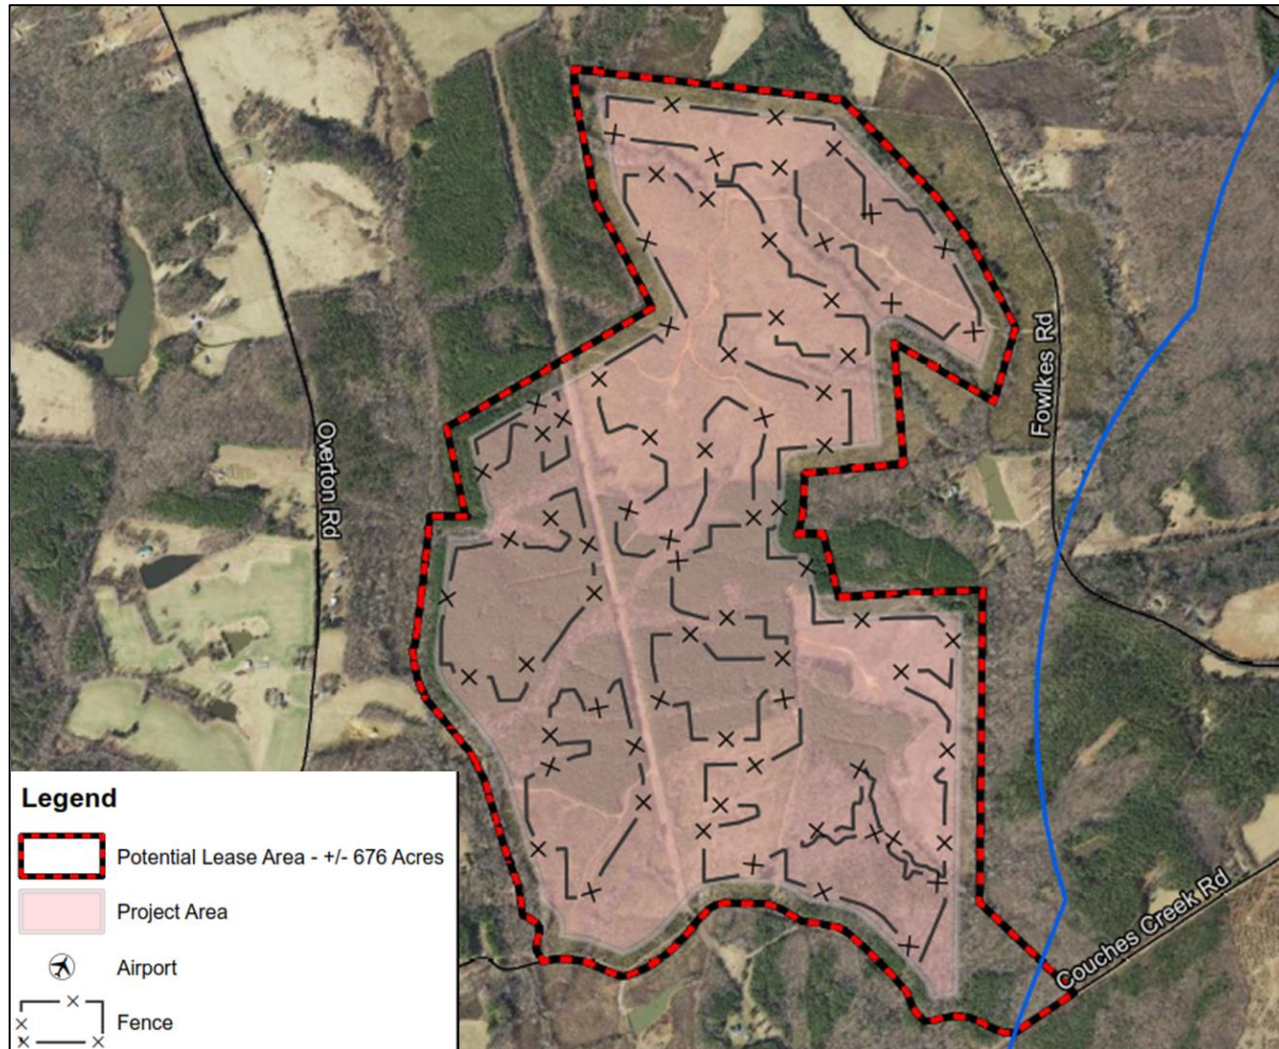 Overton Rd
Fowlkes Rd
Couches Creek Rd
Legend
Potential Lease Area - +/- 676 Acres
Project Area
Airport
Fence